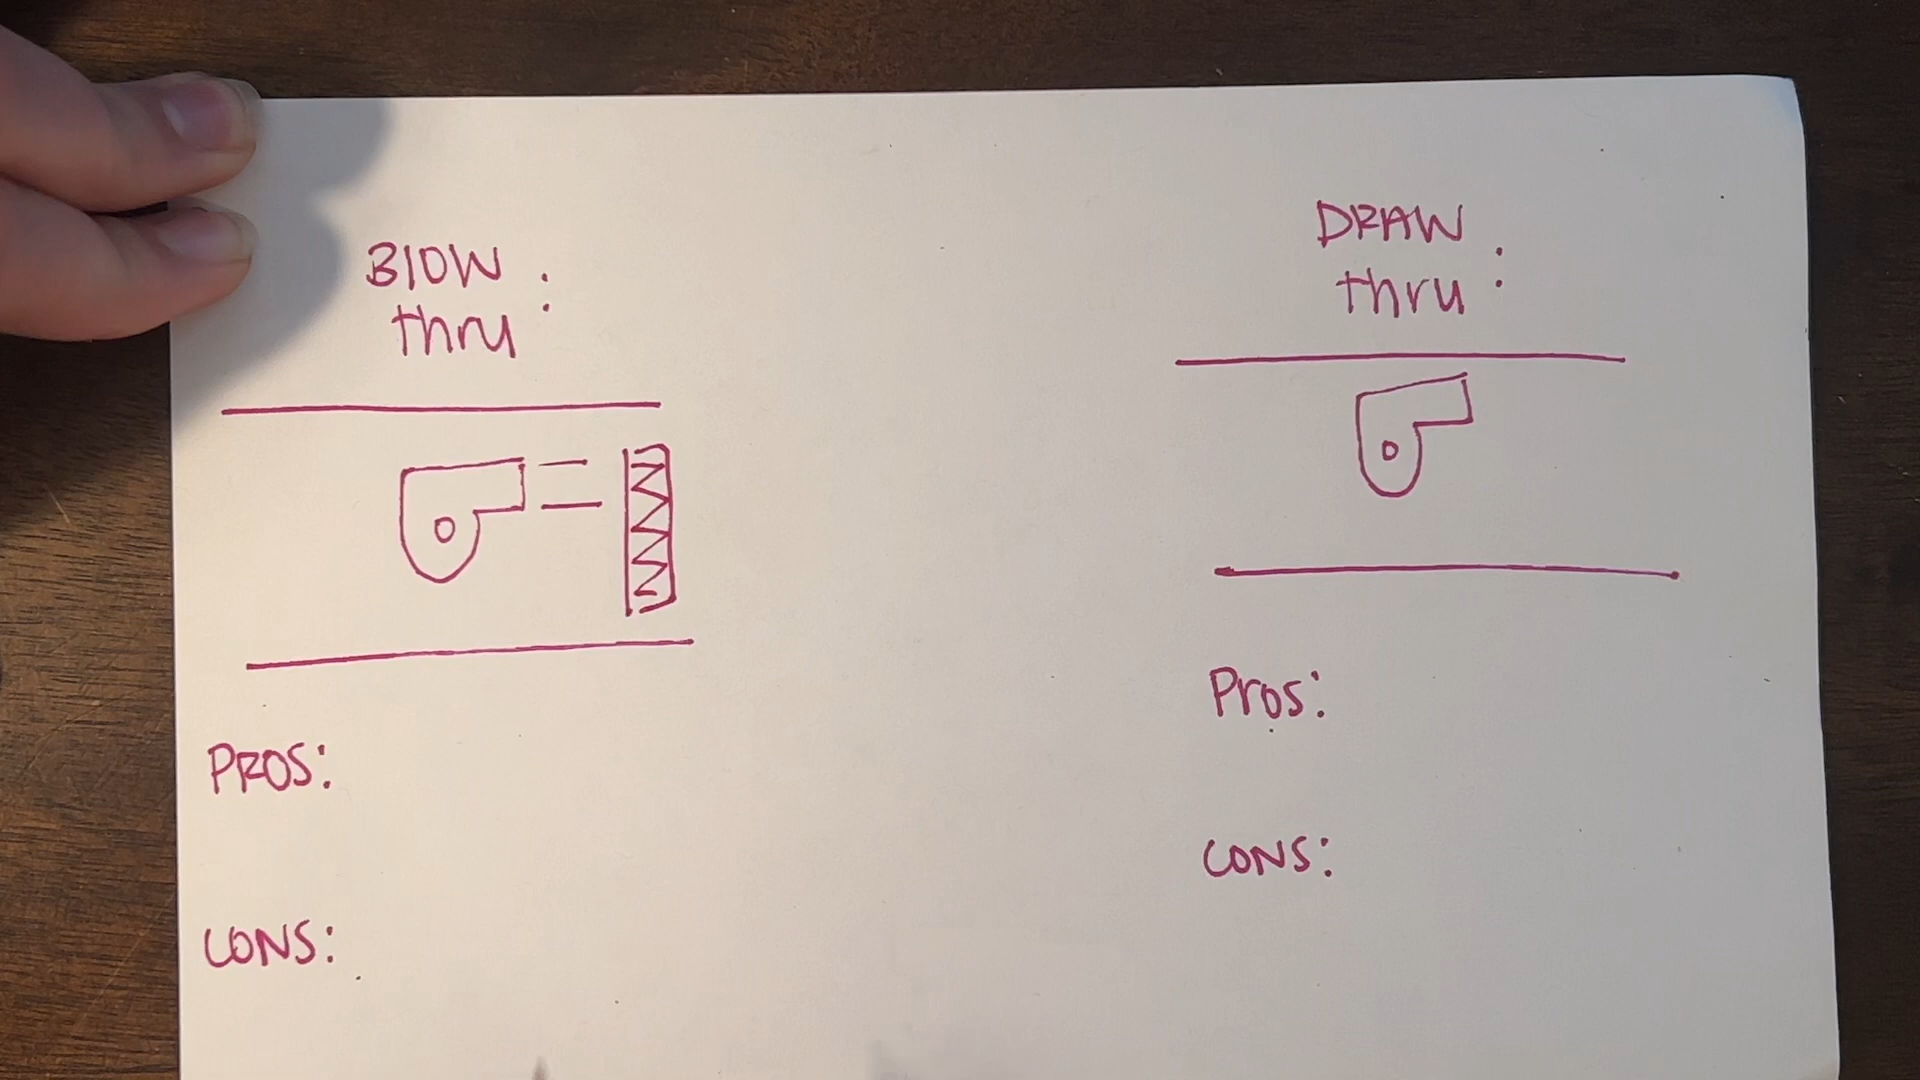 BlOW :
thru
PROS:
CONS:
DRAW :
thru
Pros:
CONS: